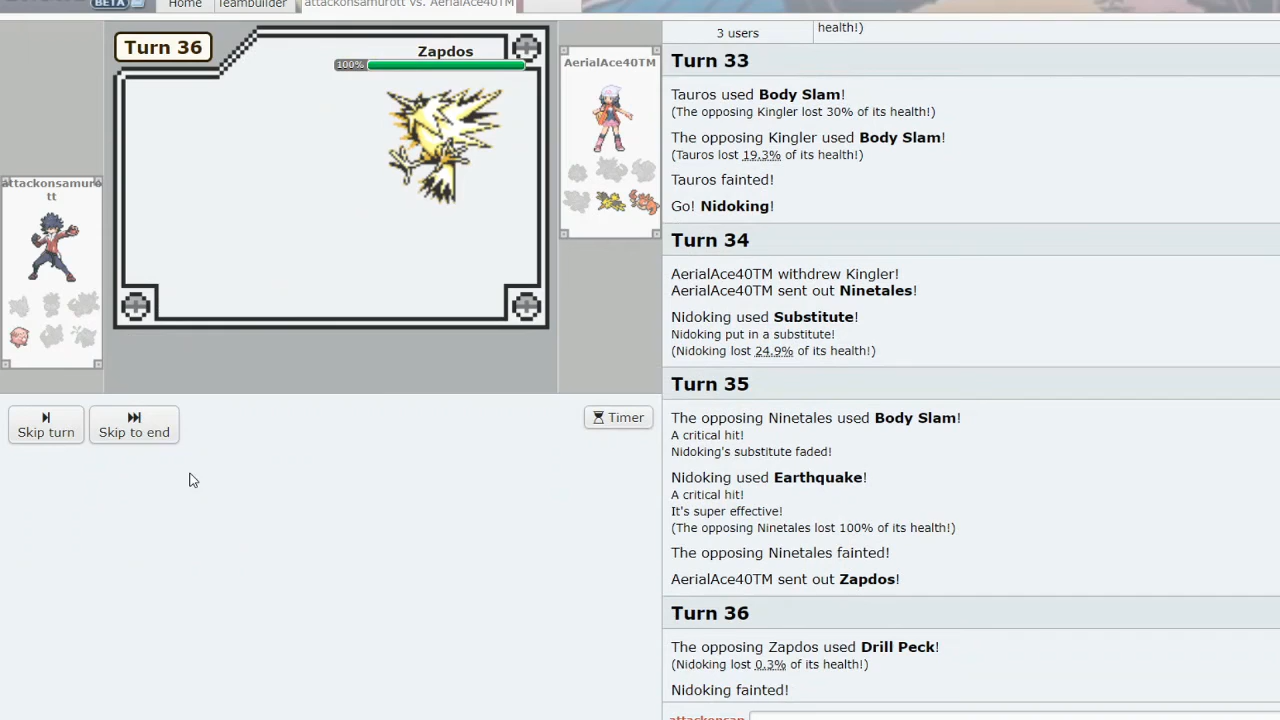 BETA
Home
Teambuilder
attackonsamurott vs. AerialAce40TM
3 users
health!)
Turn 36
Zapdos
100%
AerialAce40TM
attackonsamuro
tt
Skip turn
Skip to end
Timer
Turn 33
Tauros used Body Slam!
(The opposing Kingler lost 30% of its health!)
The opposing Kingler used Body Slam!
(Tauros lost 19.3% of its health!)
Tauros fainted!
Go! Nidoking!
Turn 34
AerialAce40TM withdrew Kingler!
AerialAce40TM sent out Ninetales!
Nidoking used Substitute!
Nidoking put in a substitute!
(Nidoking lost 24.9% of its health!)
Turn 35
The opposing Ninetales used Body Slam!
A critical hit!
Nidoking's substitute faded!
Nidoking used Earthquake!
A critical hit!
It's super effective!
(The opposing Ninetales lost 100% of its health!)
The opposing Ninetales fainted!
AerialAce40TM sent out Zapdos!
Turn 36
The opposing Zapdos used Drill Peck!
(Nidoking lost 0.3% of its health!)
Nidoking fainted!